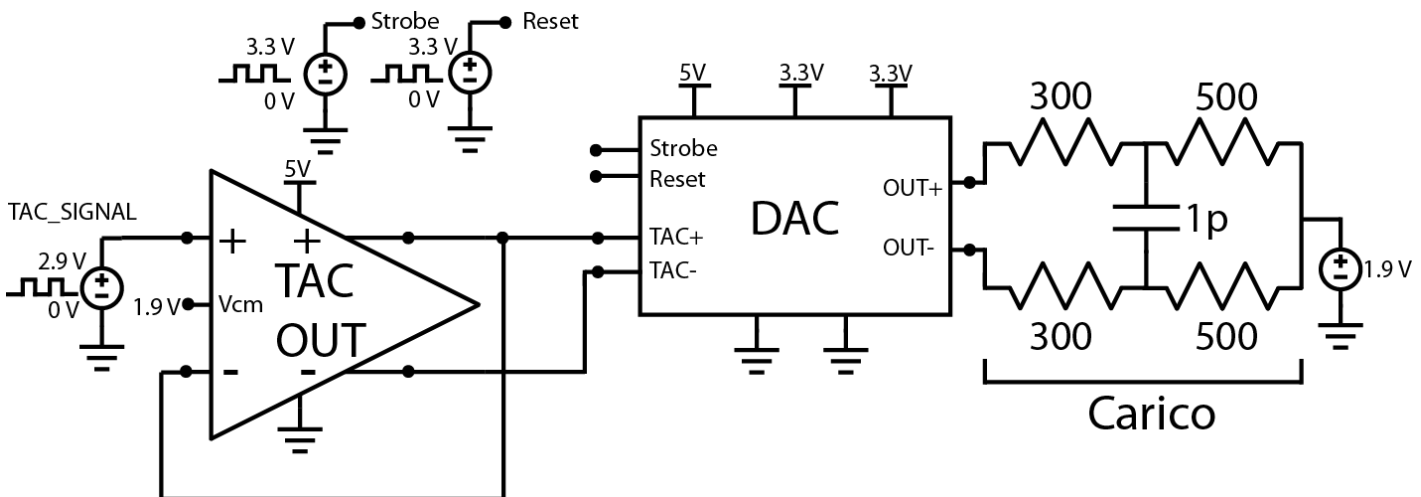 Strobe
3.3 V
0 V
Reset
3.3 V
0 V
5V
3.3V
3.3V
300
500
Strobe
Reset
TAC+
TAC-
DAC
OUT+
OUT-
1p
1.9 V
300
500
Carico
5V
TAC_SIGNAL
2.9 V
0 V
1.9 V
Vcm
TAC
OUT